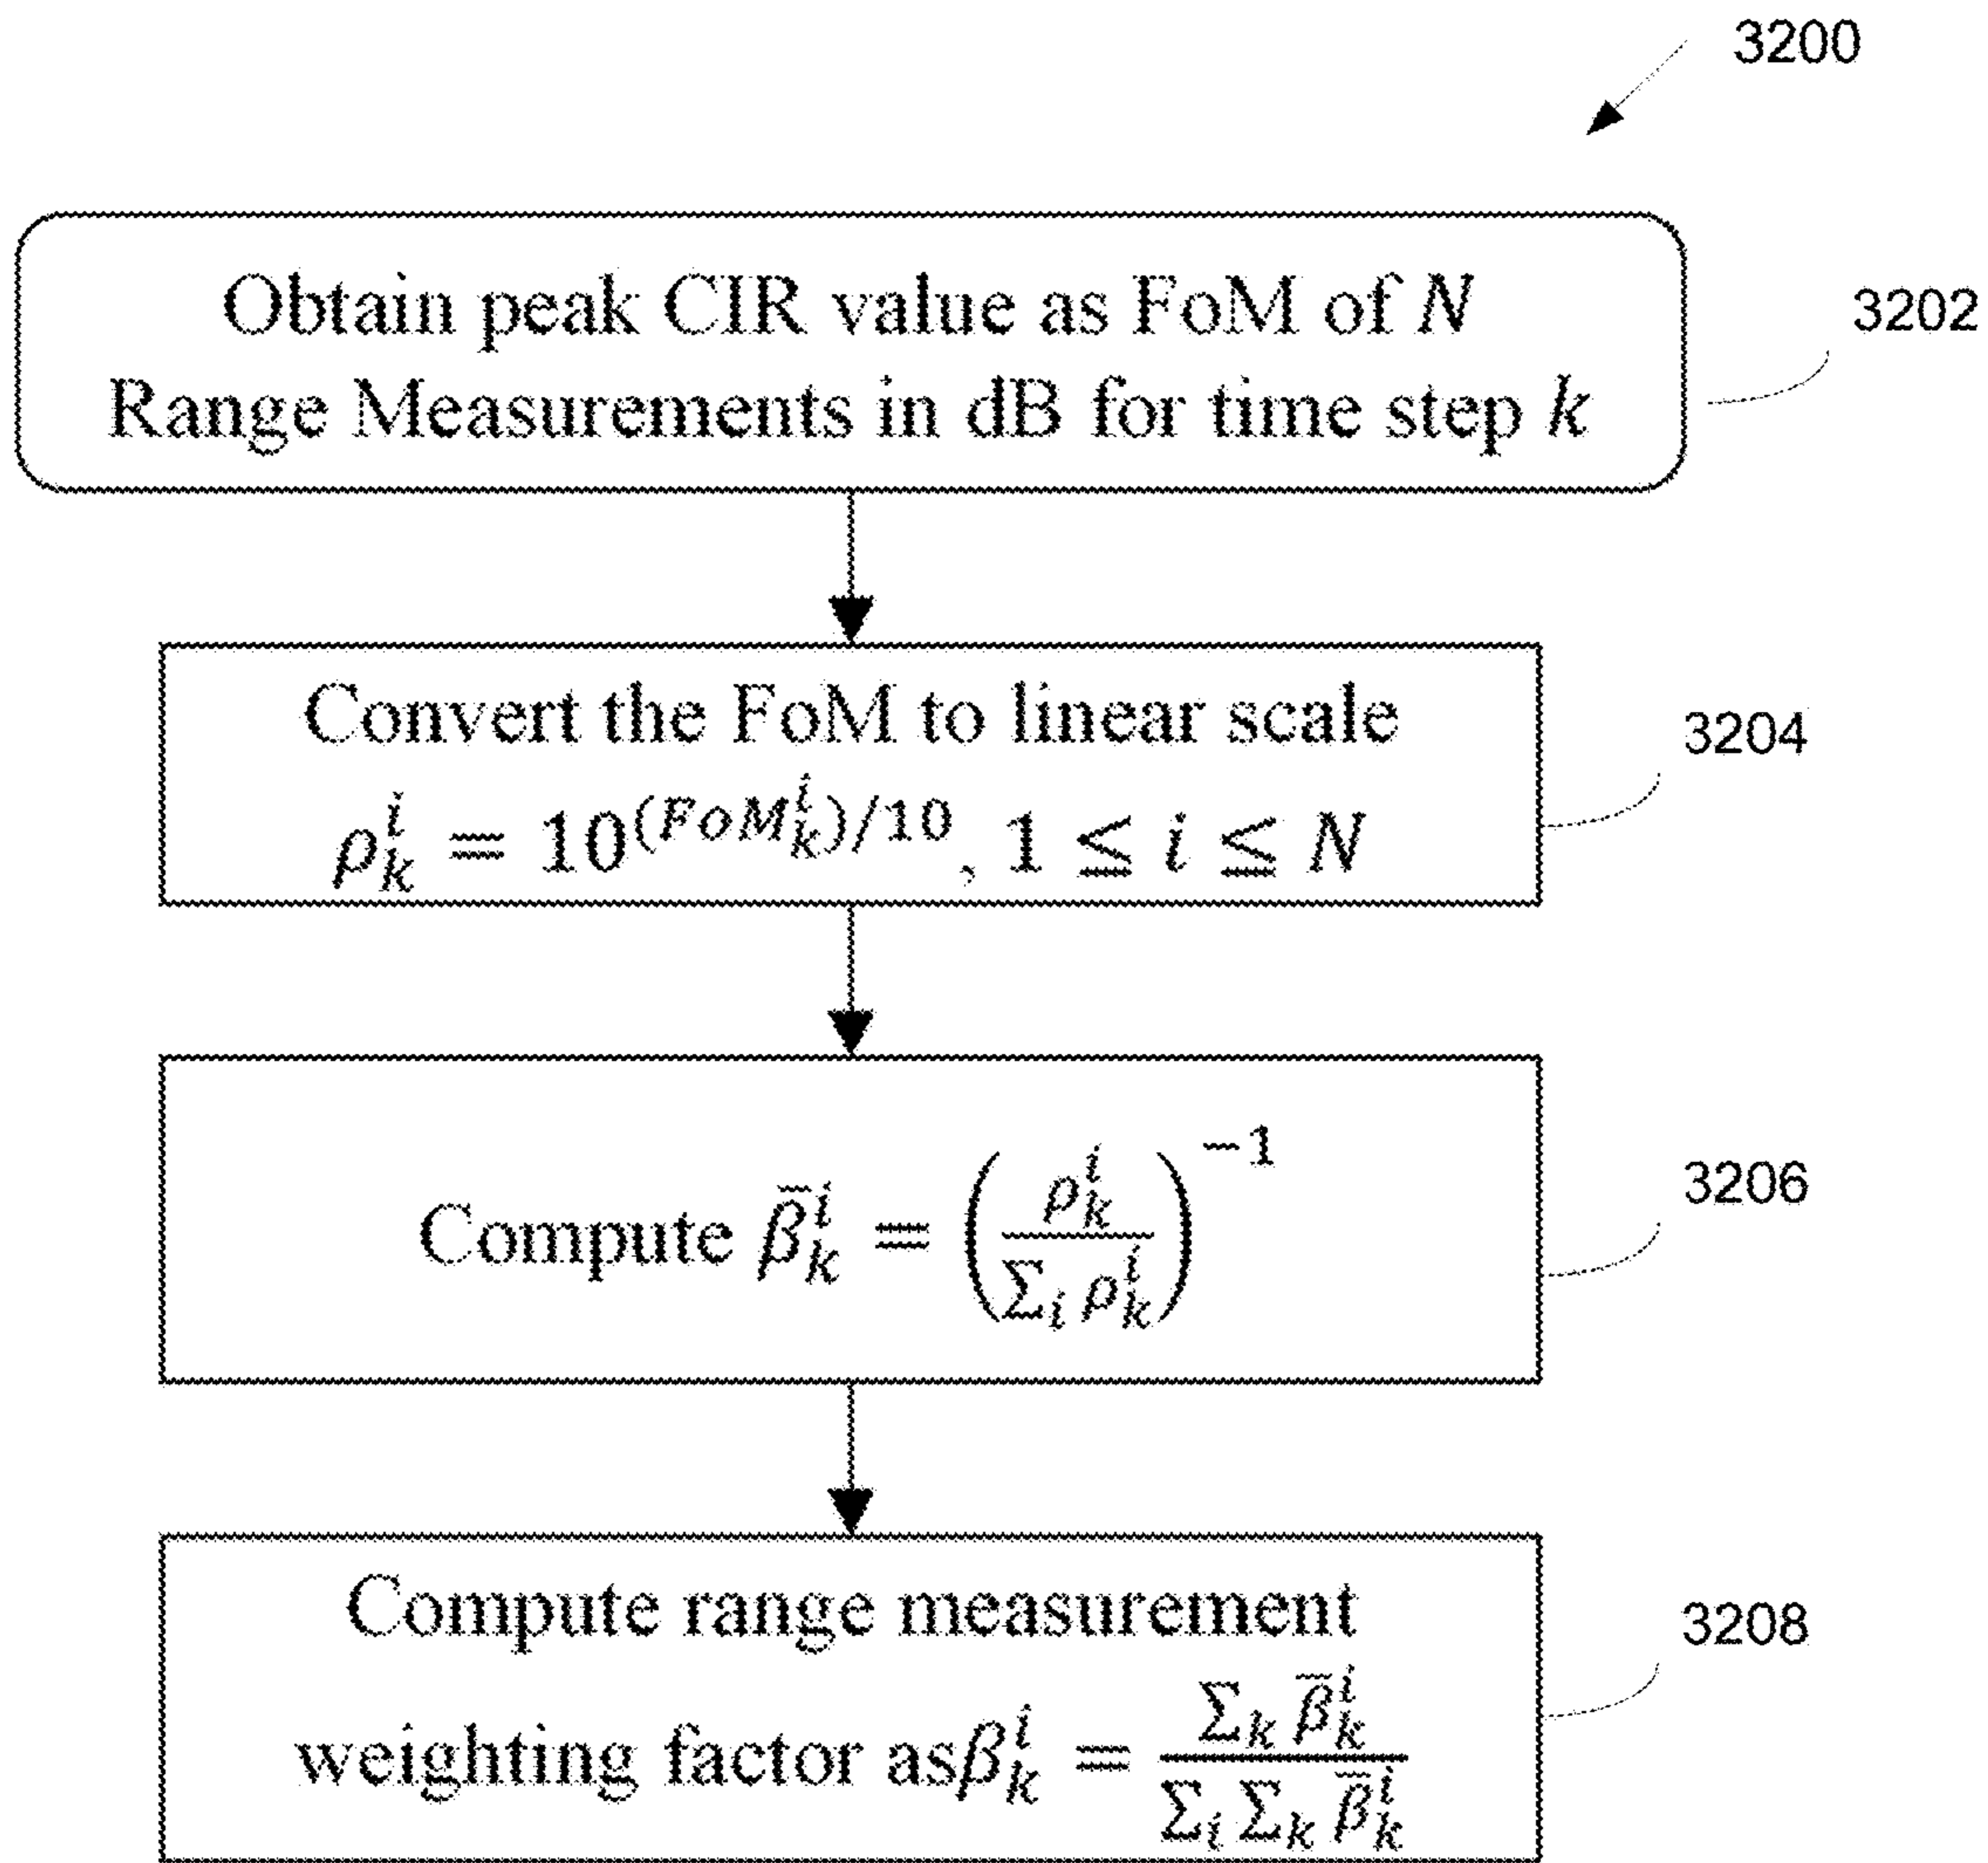 3200
Obtain peak CIR value as FoM of N
Range Measurements in dB for time step k
3202
Convert the FoM to linear scale
ρ_k^i = 10^{(FoM_k^i)/10}, 1 ≤ i ≤ N
3204
Compute β̅_k^i = (ρ_k^i / Σ_i ρ_k^i)^{-1}
3206
Compute range measurement
weighting factor asβ_k^i = Σ_k β̅_k^i / Σ_i Σ_k β̅_k^i
3208